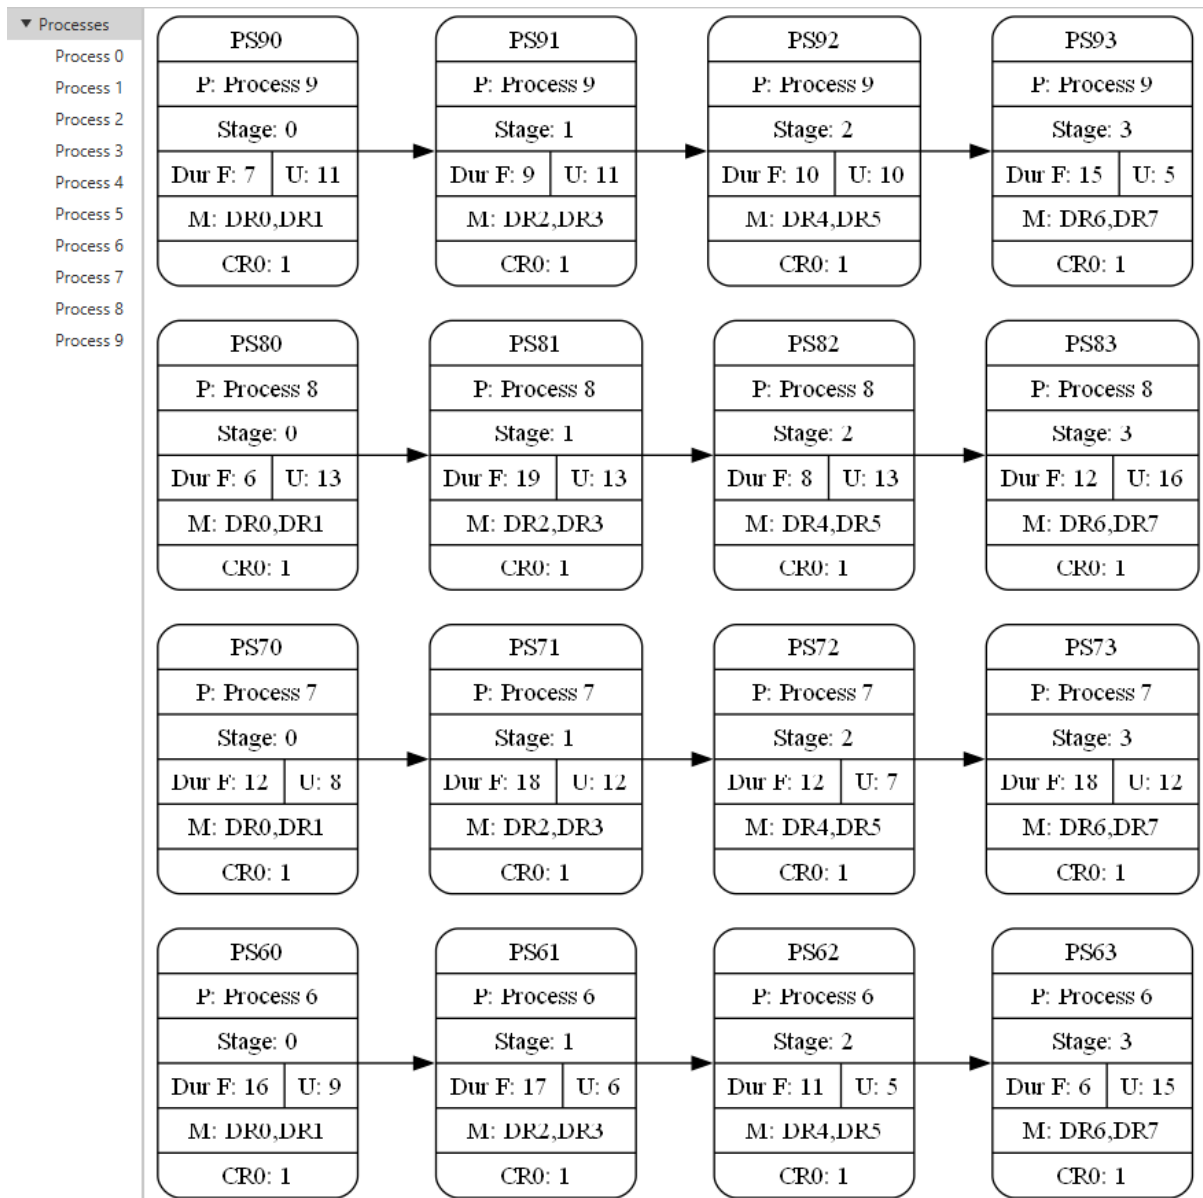 ▼ Processes
Process 0
Process 1
Process 2
Process 3
Process 4
Process 5
Process 6
Process 7
Process 8
Process 9
PS90
P: Process 9
Stage: 0
Dur F: 7 U: 11
M: DR0,DR1
CR0: 1
PS91
P: Process 9
Stage: 1
Dur F: 9 U: 11
M: DR2,DR3
CR0: 1
PS92
P: Process 9
Stage: 2
Dur F: 10 U: 10
M: DR4,DR5
CR0: 1
PS93
P: Process 9
Stage: 3
Dur F: 15 U: 5
M: DR6,DR7
CR0: 1
PS80
P: Process 8
Stage: 0
Dur F: 6 U: 13
M: DR0,DR1
CR0: 1
PS81
P: Process 8
Stage: 1
Dur F: 19 U: 13
M: DR2,DR3
CR0: 1
PS82
P: Process 8
Stage: 2
Dur F: 8 U: 13
M: DR4,DR5
CR0: 1
PS83
P: Process 8
Stage: 3
Dur F: 12 U: 16
M: DR6,DR7
CR0: 1
PS70
P: Process 7
Stage: 0
Dur F: 12 U: 8
M: DR0,DR1
CR0: 1
PS71
P: Process 7
Stage: 1
Dur F: 18 U: 12
M: DR2,DR3
CR0: 1
PS72
P: Process 7
Stage: 2
Dur F: 12 U: 7
M: DR4,DR5
CR0: 1
PS73
P: Process 7
Stage: 3
Dur F: 18 U: 12
M: DR6,DR7
CR0: 1
PS60
P: Process 6
Stage: 0
Dur F: 16 U: 9
M: DR0,DR1
CR0: 1
PS61
P: Process 6
Stage: 1
Dur F: 17 U: 6
M: DR2,DR3
CR0: 1
PS62
P: Process 6
Stage: 2
Dur F: 11 U: 5
M: DR4,DR5
CR0: 1
PS63
P: Process 6
Stage: 3
Dur F: 6 U: 15
M: DR6,DR7
CR0: 1